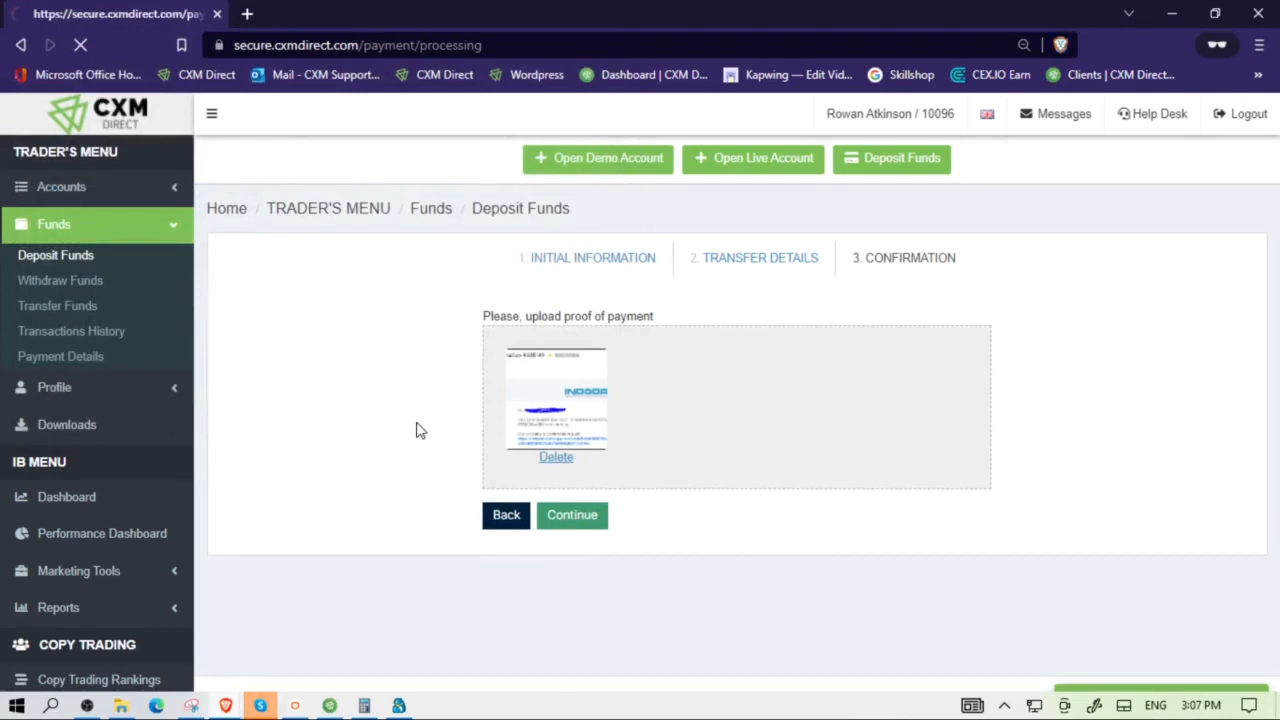 https://secure.cxmdirect.com/pay
secure.cxmdirect.com/payment/processing
Microsoft Office Ho... CXM Direct Mail - CXM Support... CXM Direct Wordpress Dashboard | CXM D... Kapwing — Edit Vid... Skillshop CEX.IO Earn Clients | CXM Direct... »
CXM
DIRECT
Rowan Atkinson / 10096 Messages Help Desk Logout
TRADER'S MENU
Open Demo Account Open Live Account Deposit Funds
Accounts
Home / TRADER'S MENU / Funds / Deposit Funds
Funds
Deposit Funds
Withdraw Funds
Transfer Funds
Transactions History
Payment Details
Profile
Downloads
IB MENU
Dashboard
Performance Dashboard
Marketing Tools
Reports
COPY TRADING
Copy Trading Rankings
1. INITIAL INFORMATION 2. TRANSFER DETAILS 3. CONFIRMATION
Please, upload proof of payment
Delete
Back Continue
ENG 3:07 PM